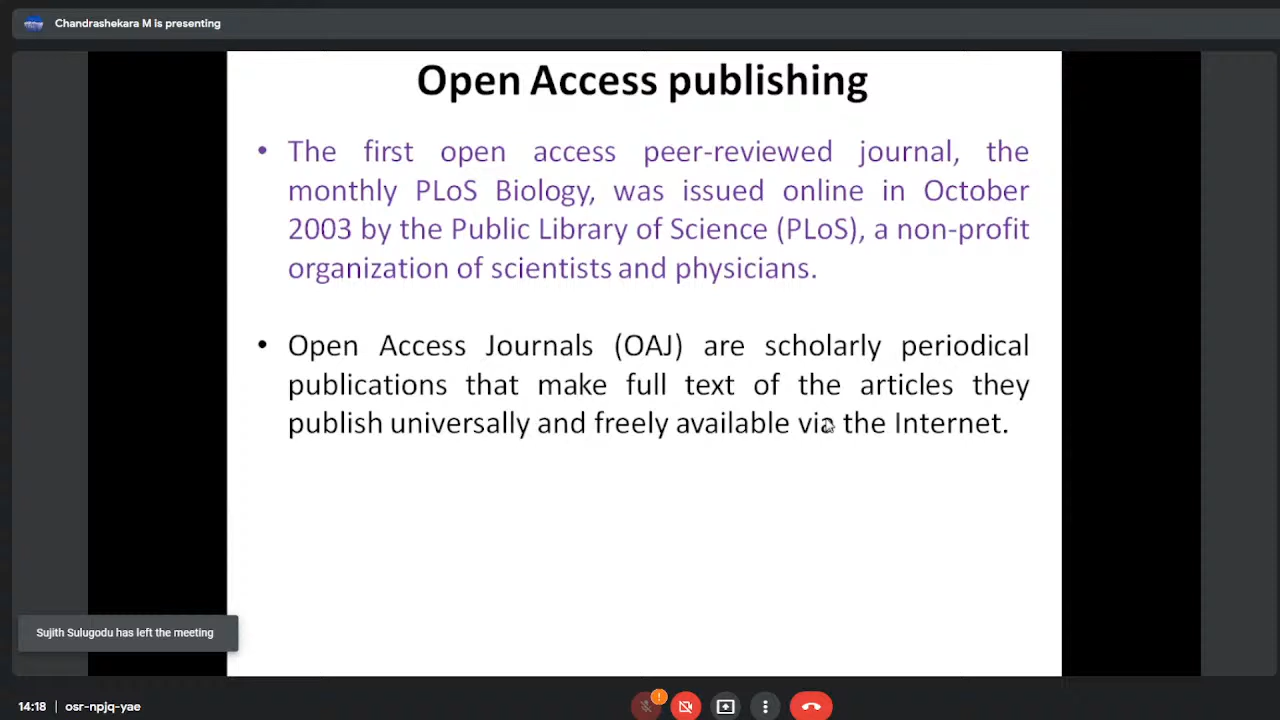 Chandrashekara M is presenting
Open Access publishing
• The first open access peer-reviewed journal, the
monthly PLoS Biology, was issued online in October
2003 by the Public Library of Science (PLoS), a non-profit
organization of scientists and physicians.
• Open Access Journals (OAJ) are scholarly periodical
publications that make full text of the articles they
publish universally and freely available via the Internet.
Sujith Sulugodu has left the meeting
14:18 | osr-npjq-yae